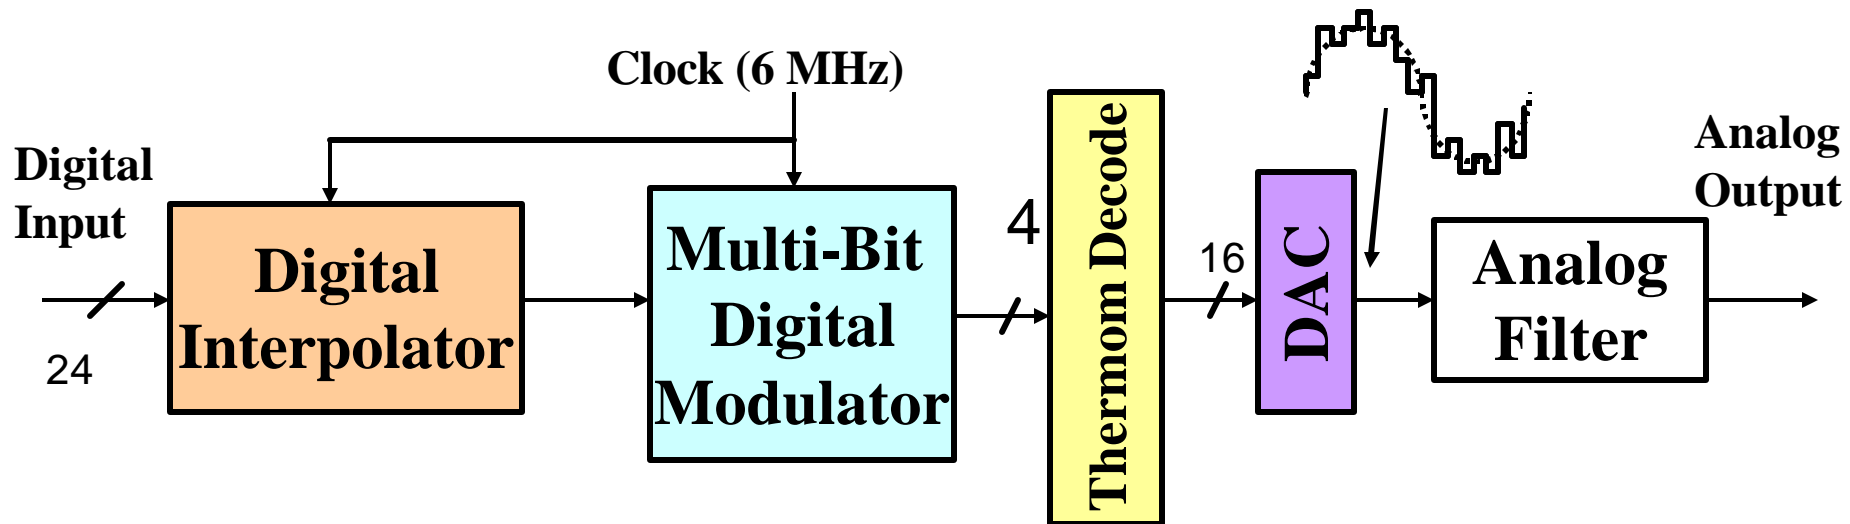 Clock (6 MHz)
Digital
Input
24
Digital
Interpolator
Multi-Bit
Digital
Modulator
4
Thermom Decode
16
DAC
Analog
Filter
Analog
Output